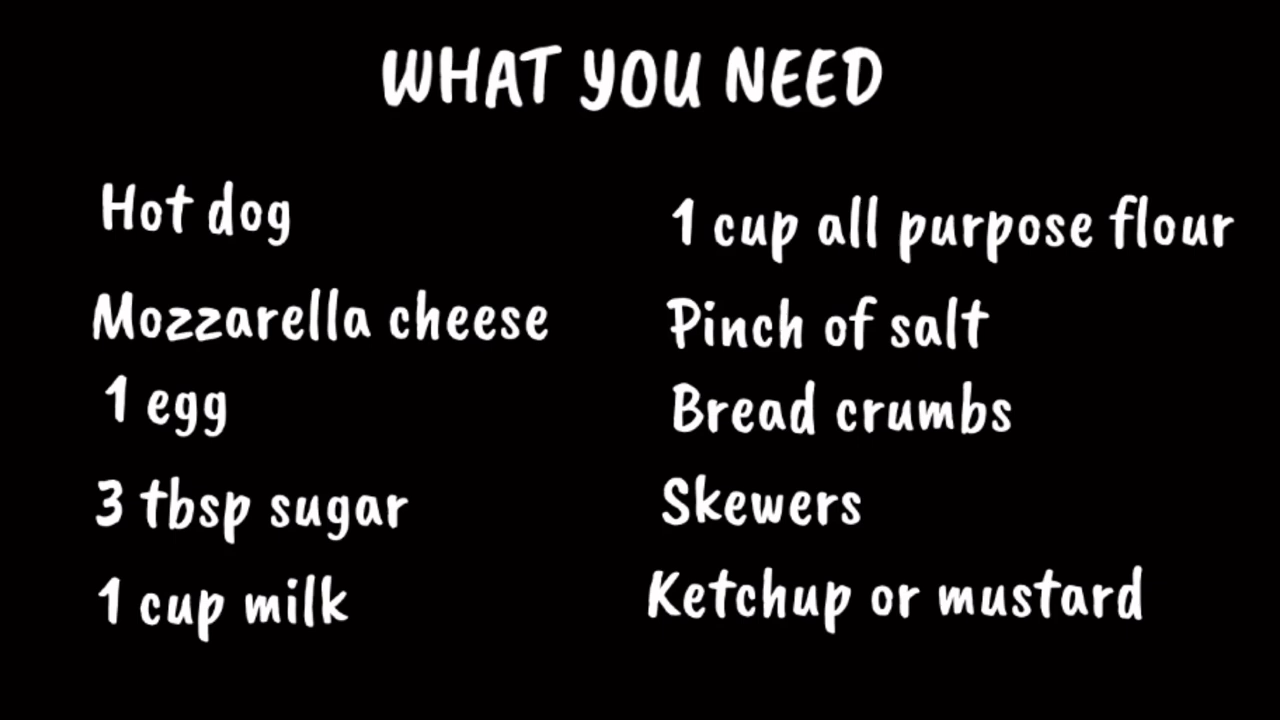 WHAT YOU NEED
Hot dog
Mozzarella cheese
1 egg
3 tbsp sugar
1 cup milk
1 cup all purpose flour
Pinch of salt
Bread crumbs
Skewers
Ketchup or mustard